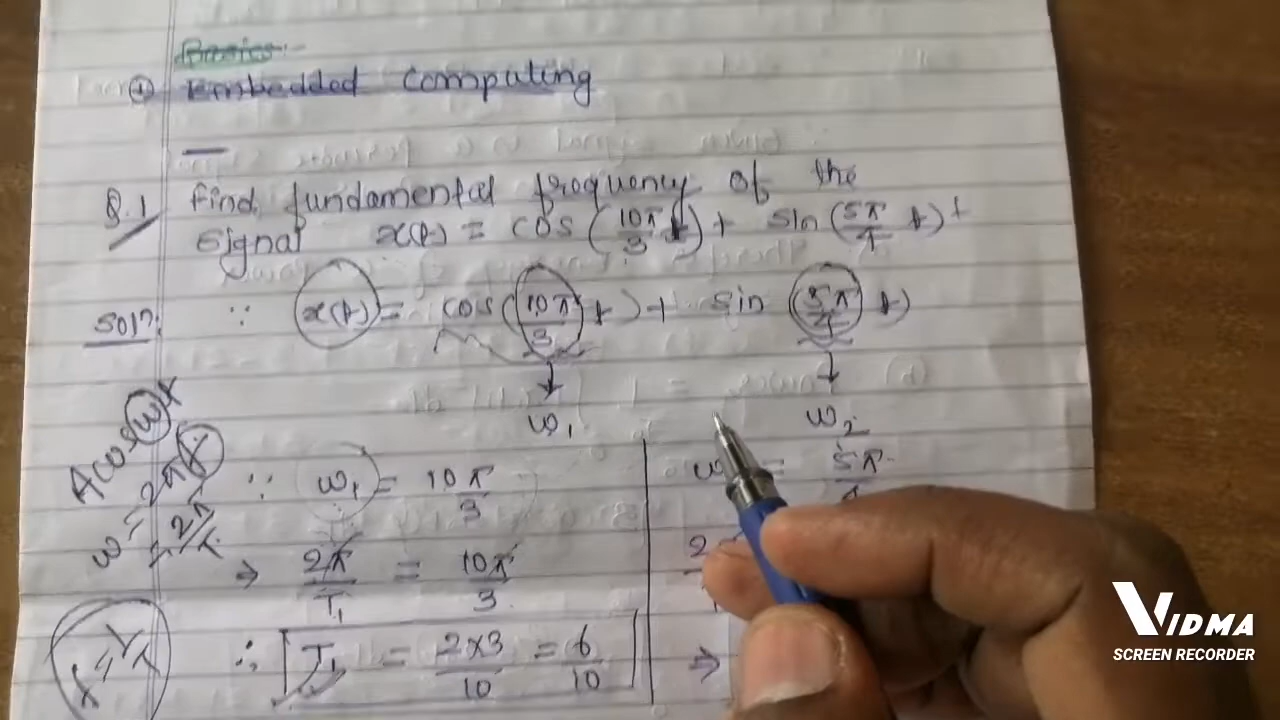 Basics:-
① Embedded Computing
Q.1 Find fundamental frequency of the
signal x(t) = cos(10π/3 t) + sin(5π/4 t)
Solⁿ: ∵ x(t) = cos(10π/3 t) + sin(5π/4 t)
ω₁ ω₂
A cos ωt
ω = 2πf
= 2π/T
f = 1/T
∵ ω₁ = 10π/3
⇒ 2π/T₁ = 10π/3
∴ T₁ = 2×3/10 = 6/10
= 5π
2
⇒
VIDMA
SCREEN RECORDER